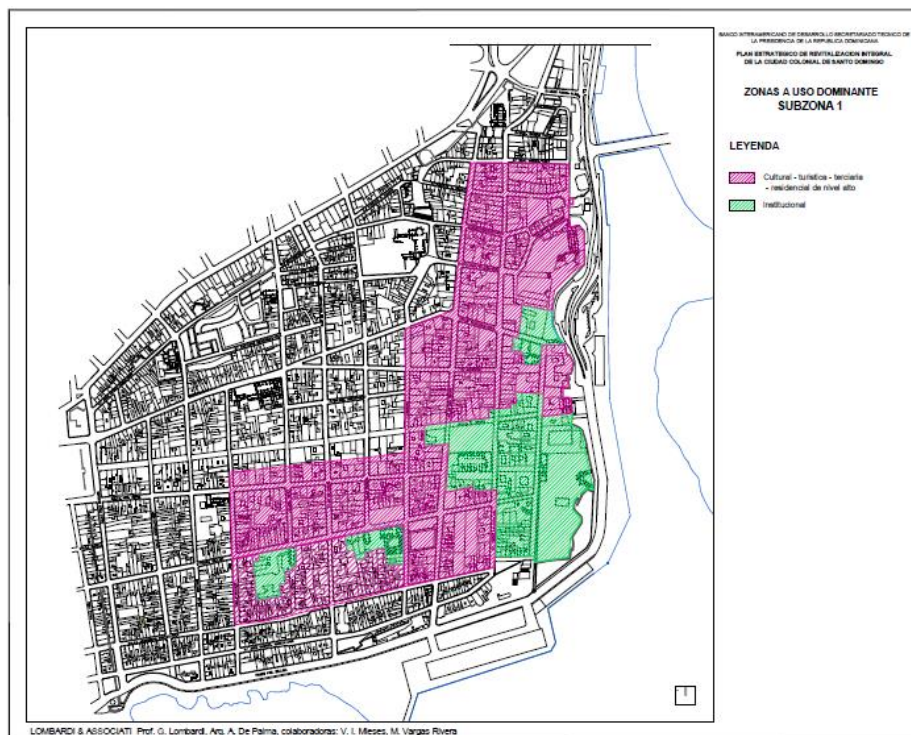 BANCO INTERAMERICANO DE DESARROLLO SECRETARIADO TECNICO DE
LA PRESIDENCIA DE LA REPUBLICA DOMINICANA
PLAN ESTRATEGICO DE REVITALIZACION INTEGRAL
DE LA CIUDAD COLONIAL DE SANTO DOMINGO
ZONAS A USO DOMINANTE
SUBZONA 1
LEYENDA
Cultural - turistica - terciaria
- residencial de nivel alto
Institucional
LOMBARDI & ASSOCIATI Prof. G. Lombardi, Arq. A. De Palma, colaboradoras: V. I. Mieses, M. Vargas Rivera